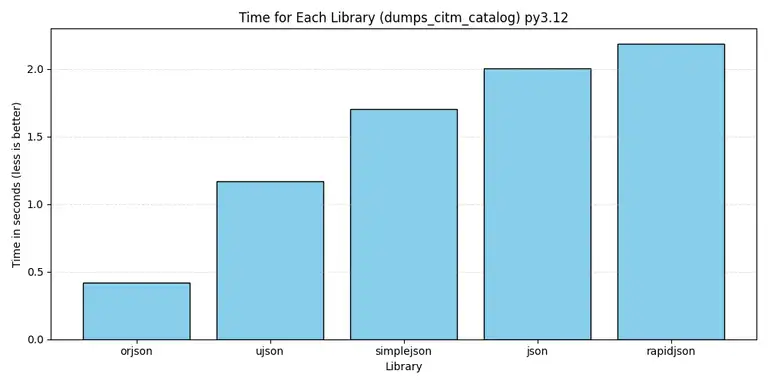 Time for Each Library (dumps_citm_catalog) py3.12
Time in seconds (less is better)
2.0
1.5
1.0
0.5
0.0
orjson
ujson
simplejson
json
rapidjson
Library